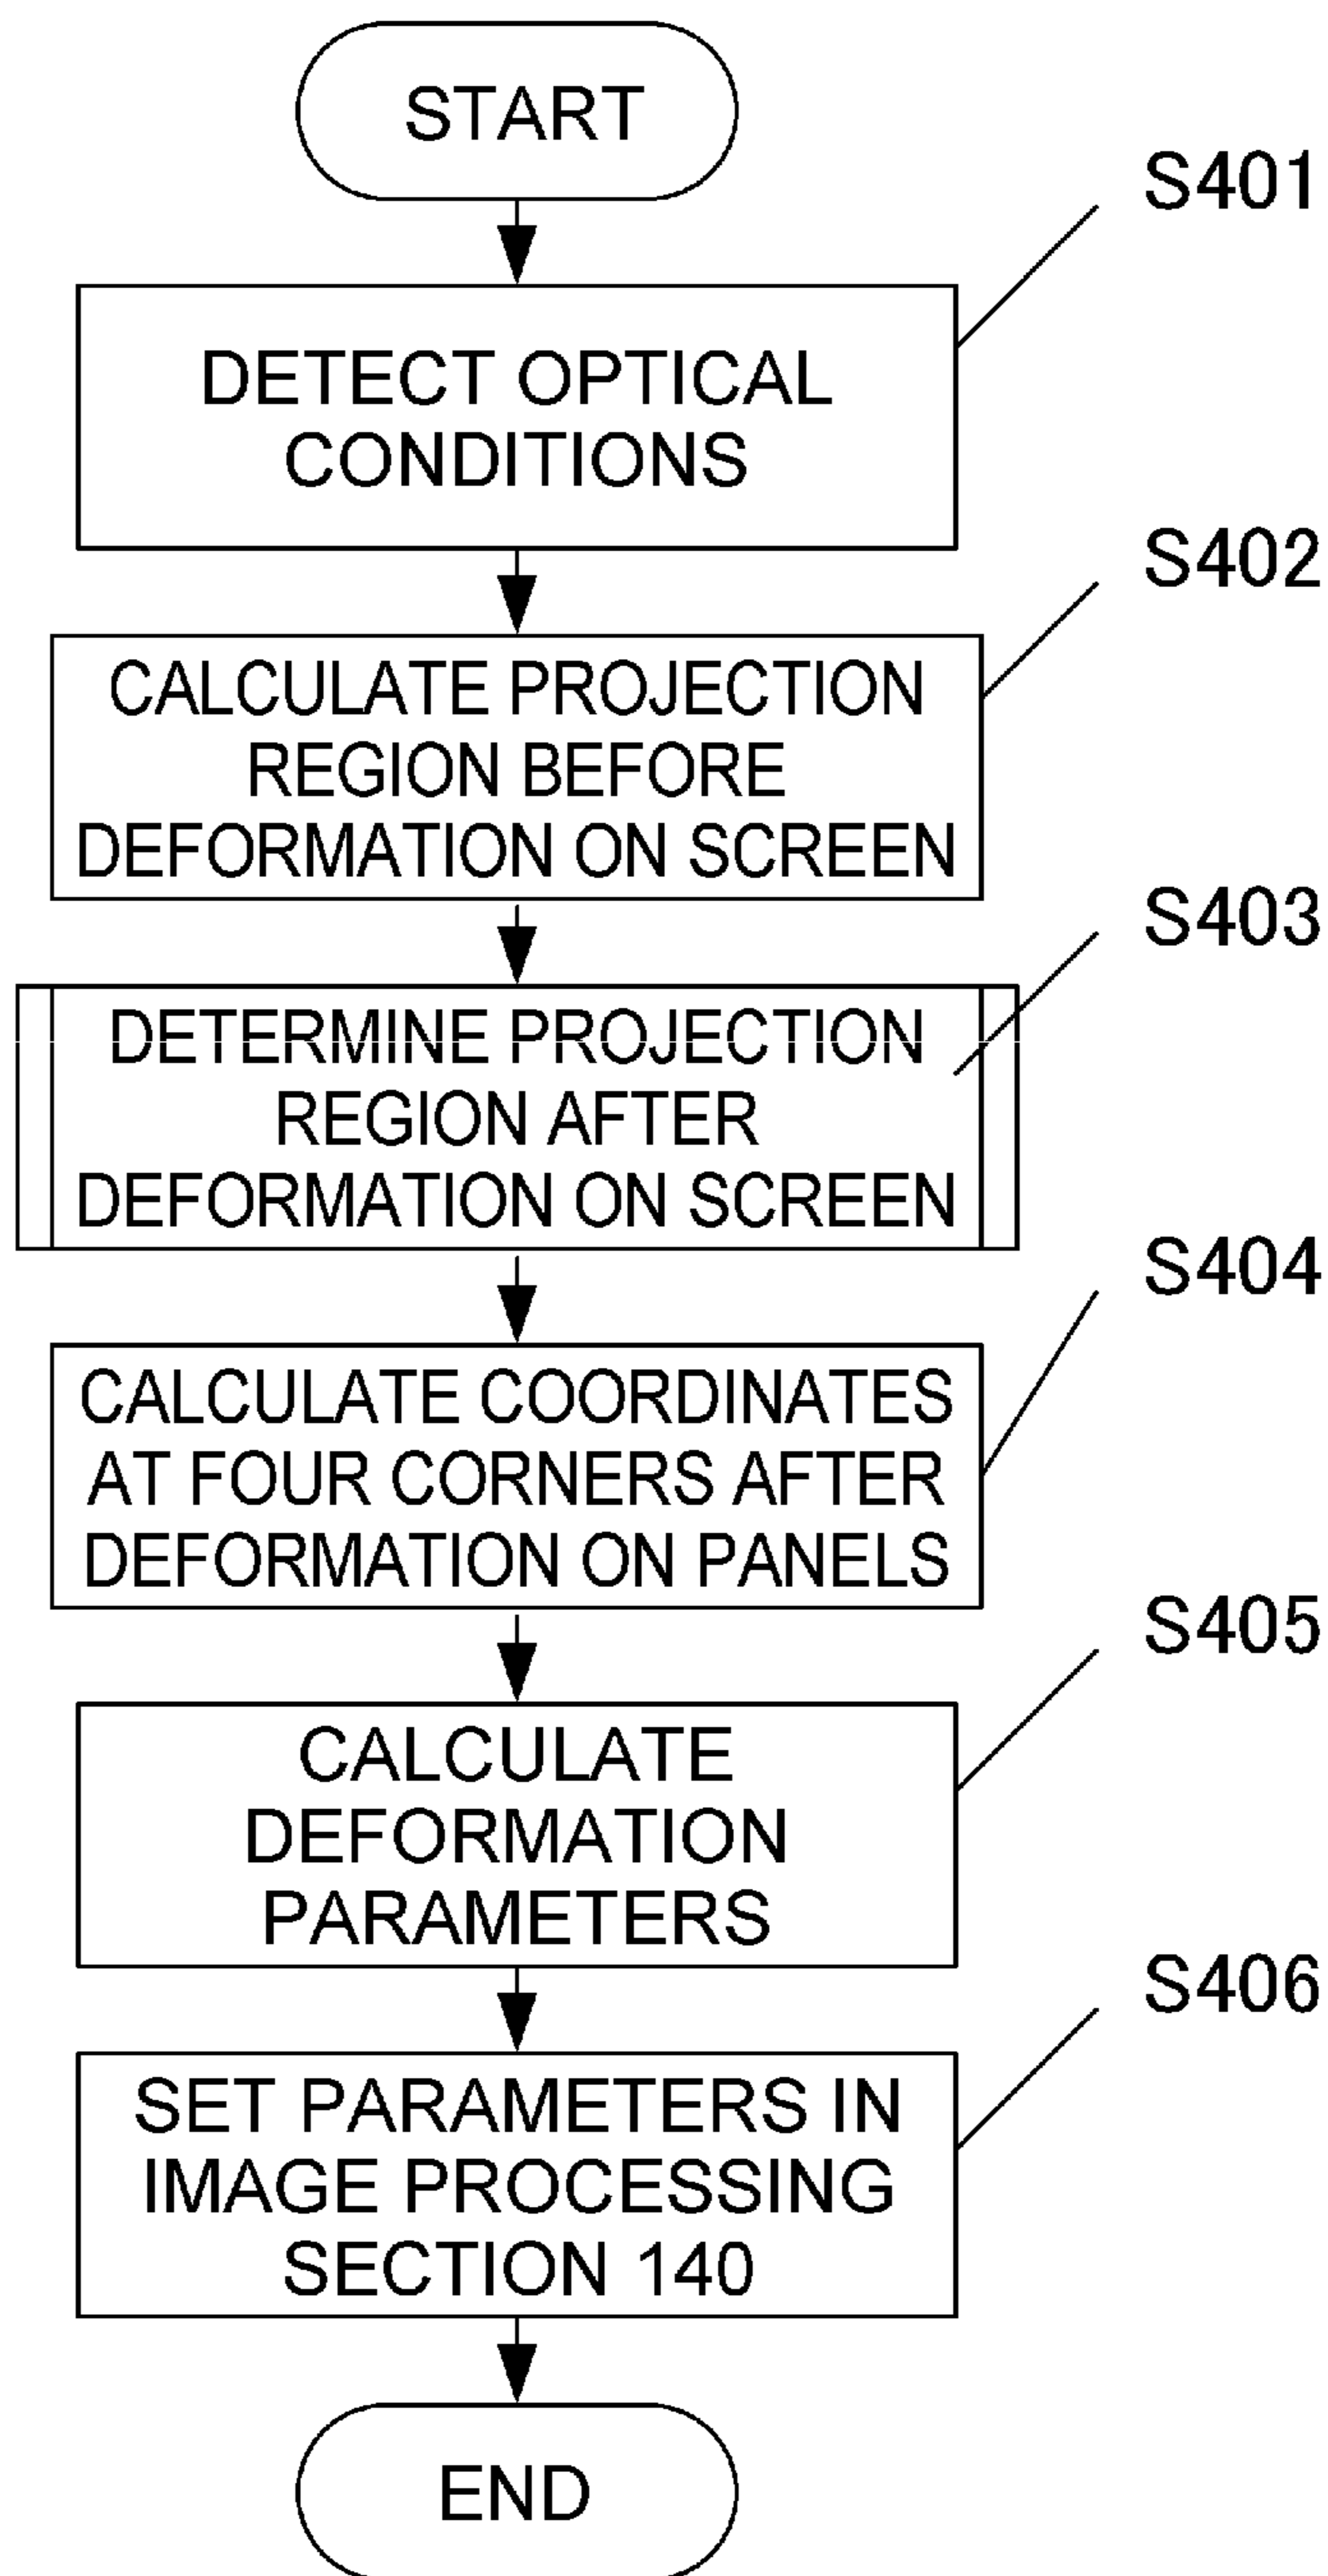 START
S401
DETECT OPTICAL
CONDITIONS
S402
CALCULATE PROJECTION
REGION BEFORE
DEFORMATION ON SCREEN
S403
DETERMINE PROJECTION
REGION AFTER
DEFORMATION ON SCREEN
S404
CALCULATE COORDINATES
AT FOUR CORNERS AFTER
DEFORMATION ON PANELS
S405
CALCULATE
DEFORMATION
PARAMETERS
S406
SET PARAMETERS IN
IMAGE PROCESSING
SECTION 140
END